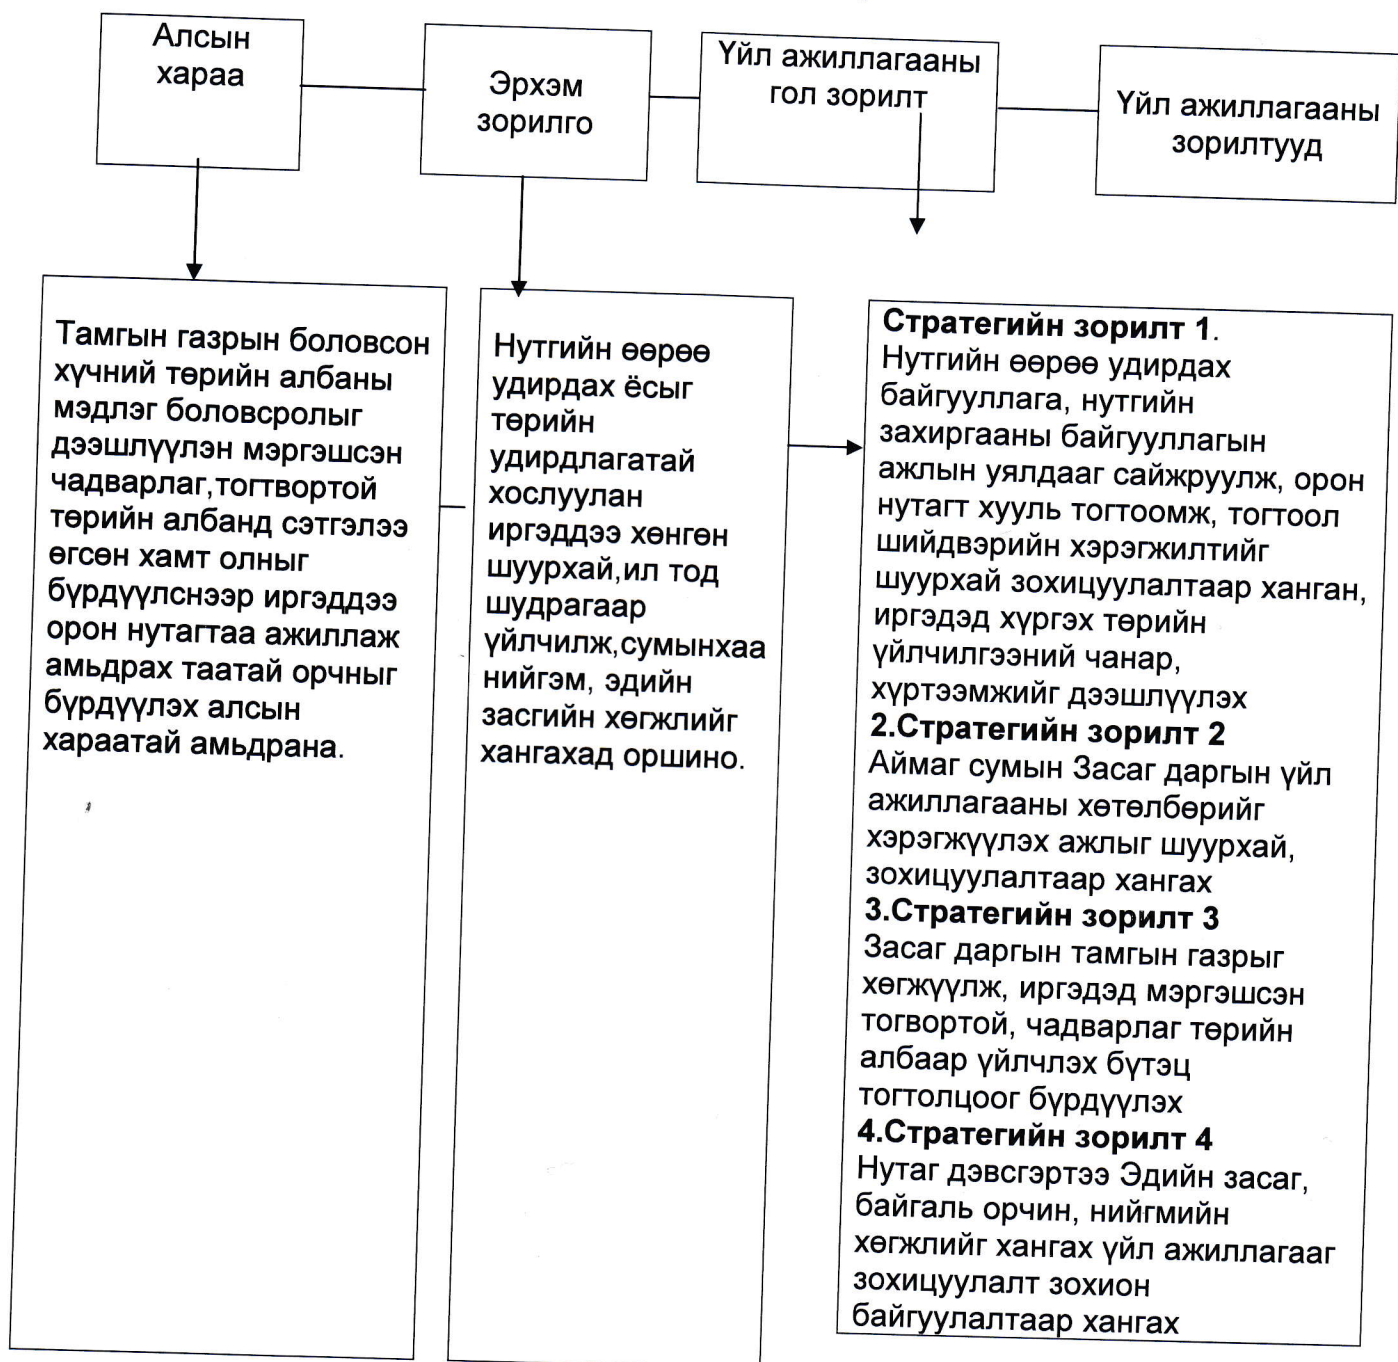 Алсын
хараа
Эрхэм
зорилго
Үйл ажиллагааны
гол зорилт
Үйл ажиллагааны
зорилтууд
Тамгын газрын боловсон
хүчний төрийн албаны
мэдлэг боловсролыг
дээшлүүлэн мэргэшсэн
чадварлаг,тогтвортой
төрийн албанд сэтгэлээ
өгсөн хамт олныг
бүрдүүлснээр иргэддээ
орон нутагтаа ажиллаж
амьдрах таатай орчныг
бүрдүүлэх алсын
хараатай амьдрана.
Нутгийн өөрөө
удирдах ёсыг
төрийн
удирдлагатай
хослуулан
иргэддээ хөнгөн
шуурхай,ил тод
шудрагаар
үйлчилж,сумынхаа
нийгэм, эдийн
засгийн хөгжлийг
хангахад оршино.
Стратегийн зорилт 1.
Нутгийн өөрөө удирдах
байгууллага, нутгийн
захиргааны байгууллагын
ажлын уялдааг сайжруулж, орон
нутагт хууль тогтоомж, тогтоол
шийдвэрийн хэрэгжилтийг
шуурхай зохицуулалтаар ханган,
иргэдэд хүргэх төрийн
үйлчилгээний чанар,
хүртээмжийг дээшлүүлэх
2.Стратегийн зорилт 2
Аймаг сумын Засаг даргын үйл
ажиллагааны хөтөлбөрийг
хэрэгжүүлэх ажлыг шуурхай,
зохицуулалтаар хангах
3.Стратегийн зорилт 3
Засаг даргын тамгын газрыг
хөгжүүлж, иргэдэд мэргэшсэн
тогвортой, чадварлаг төрийн
албаар үйлчлэх бүтэц
тогтолцоог бүрдүүлэх
4.Стратегийн зорилт 4
Нутаг дэвсгэртээ Эдийн засаг,
байгаль орчин, нийгмийн
хөгжлийг хангах үйл ажиллагааг
зохицуулалт зохион
байгуулалтаар хангах